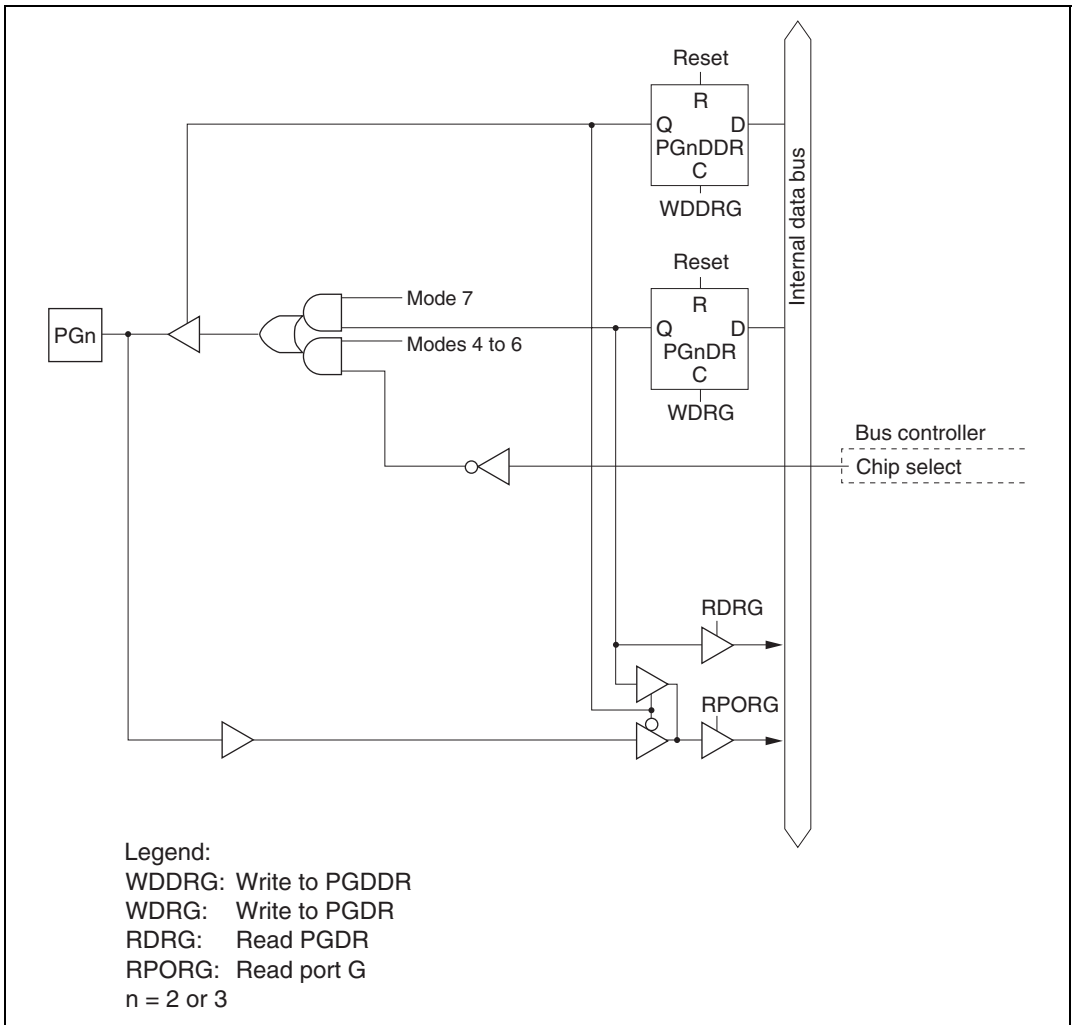 Reset
R
Q D
PGnDDR
C
WDDRG
Internal data bus
Reset
Mode 7
R
PGn
Q D
Modes 4 to 6
PGnDR
C
WDRG
Bus controller
Chip select
RDRG
RPORG
Legend:
WDDRG: Write to PGDDR
WDRG: Write to PGDR
RDRG: Read PGDR
RPORG: Read port G
n = 2 or 3